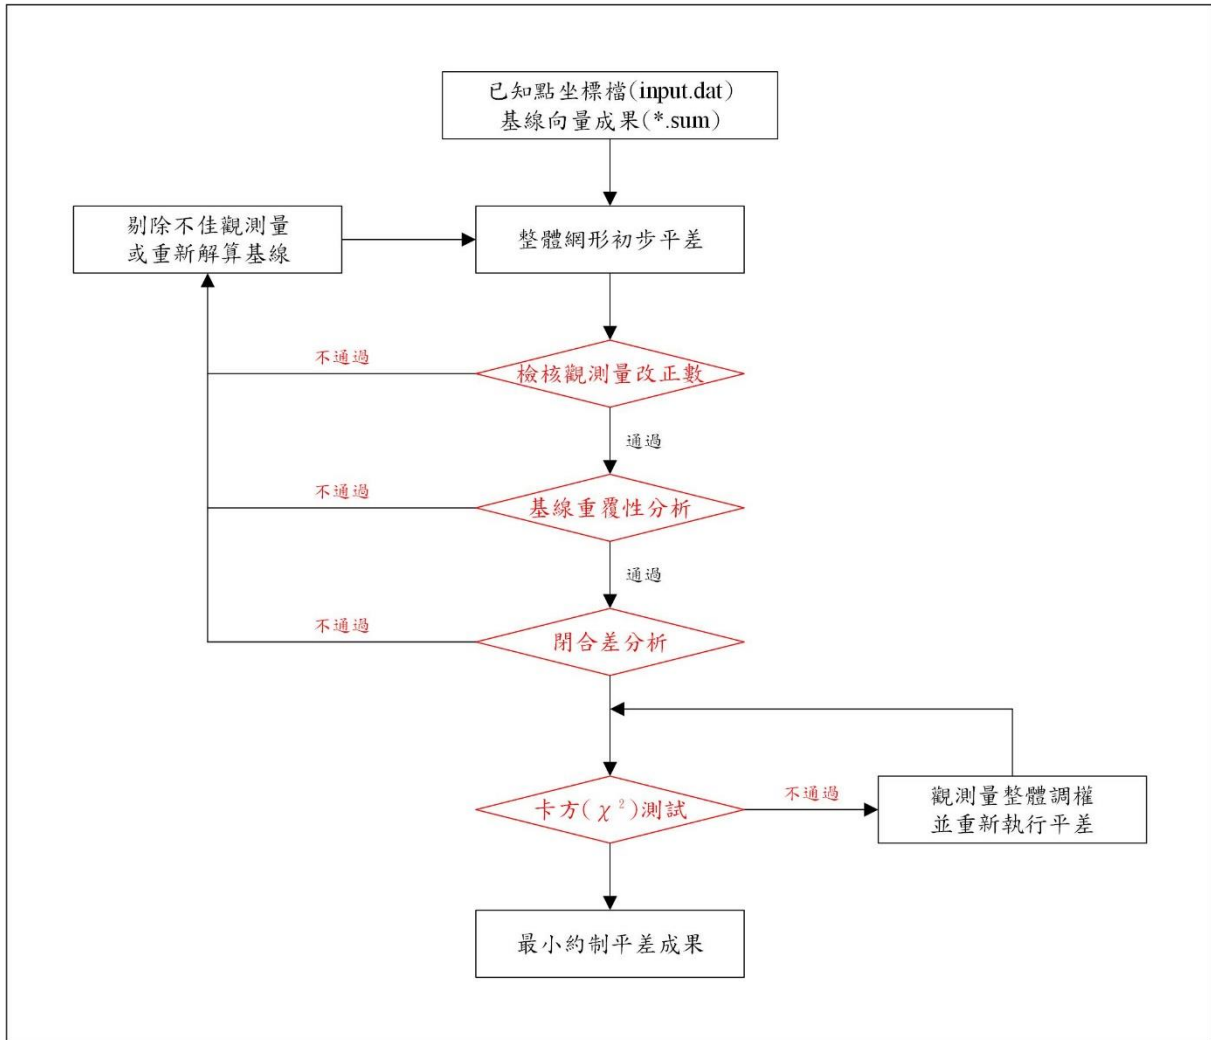 已知點坐標檔(input.dat)
基線向量成果(*.sum)
剔除不佳觀測量
或重新解算基線
整體網形初步平差
不通過
檢核觀測量改正數
通過
不通過
基線重覆性分析
通過
不通過
閉合差分析
卡方(χ²)測試
不通過
觀測量整體調權
並重新執行平差
最小約制平差成果